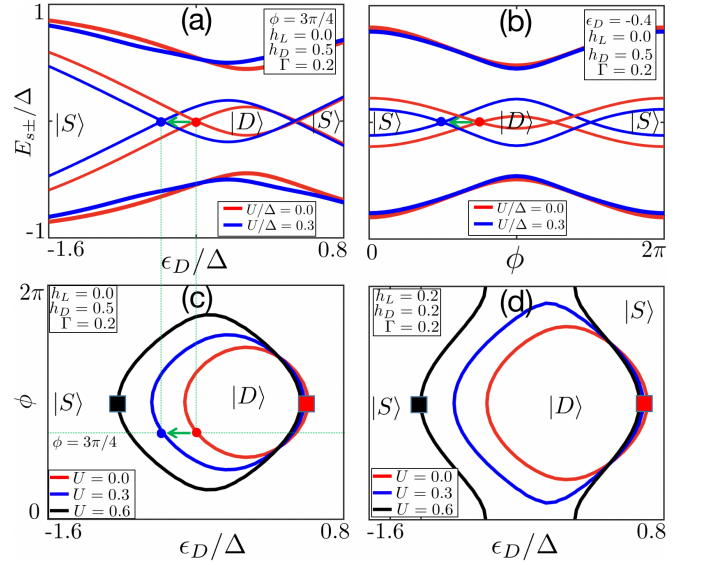 (a)
1
ϕ = 3π/4
h_L = 0.0
h_D = 0.5
Γ = 0.2
E_{s±}/Δ
|S⟩
|D⟩
|S⟩
U/Δ = 0.0
U/Δ = 0.3
-1
-1.6
ϵ_D/Δ
0.8
(b)
ϵ_D = -0.4
h_L = 0.0
h_D = 0.5
Γ = 0.2
|S⟩
|D⟩
|S⟩
U/Δ = 0.0
U/Δ = 0.3
0
ϕ
2π
(c)
2π
h_L = 0.0
h_D = 0.5
Γ = 0.2
ϕ
|S⟩
|D⟩
ϕ = 3π/4
U = 0.0
U = 0.3
U = 0.6
0
-1.6
ϵ_D/Δ
0.8
(d)
h_L = 0.2
h_D = 0.2
Γ = 0.2
|S⟩
|S⟩
|D⟩
U = 0.0
U = 0.3
U = 0.6
-1.6
ϵ_D/Δ
0.8